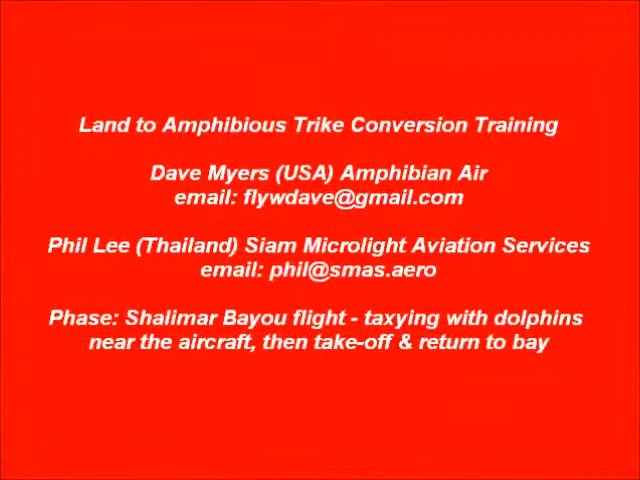 Land to Amphibious Trike Conversion Training
Dave Myers (USA) Amphibian Air
email: flywdave@gmail.com
Phil Lee (Thailand) Siam Microlight Aviation Services
email: phil@smas.aero
Phase: Shalimar Bayou flight - taxying with dolphins
near the aircraft, then take-off & return to bay